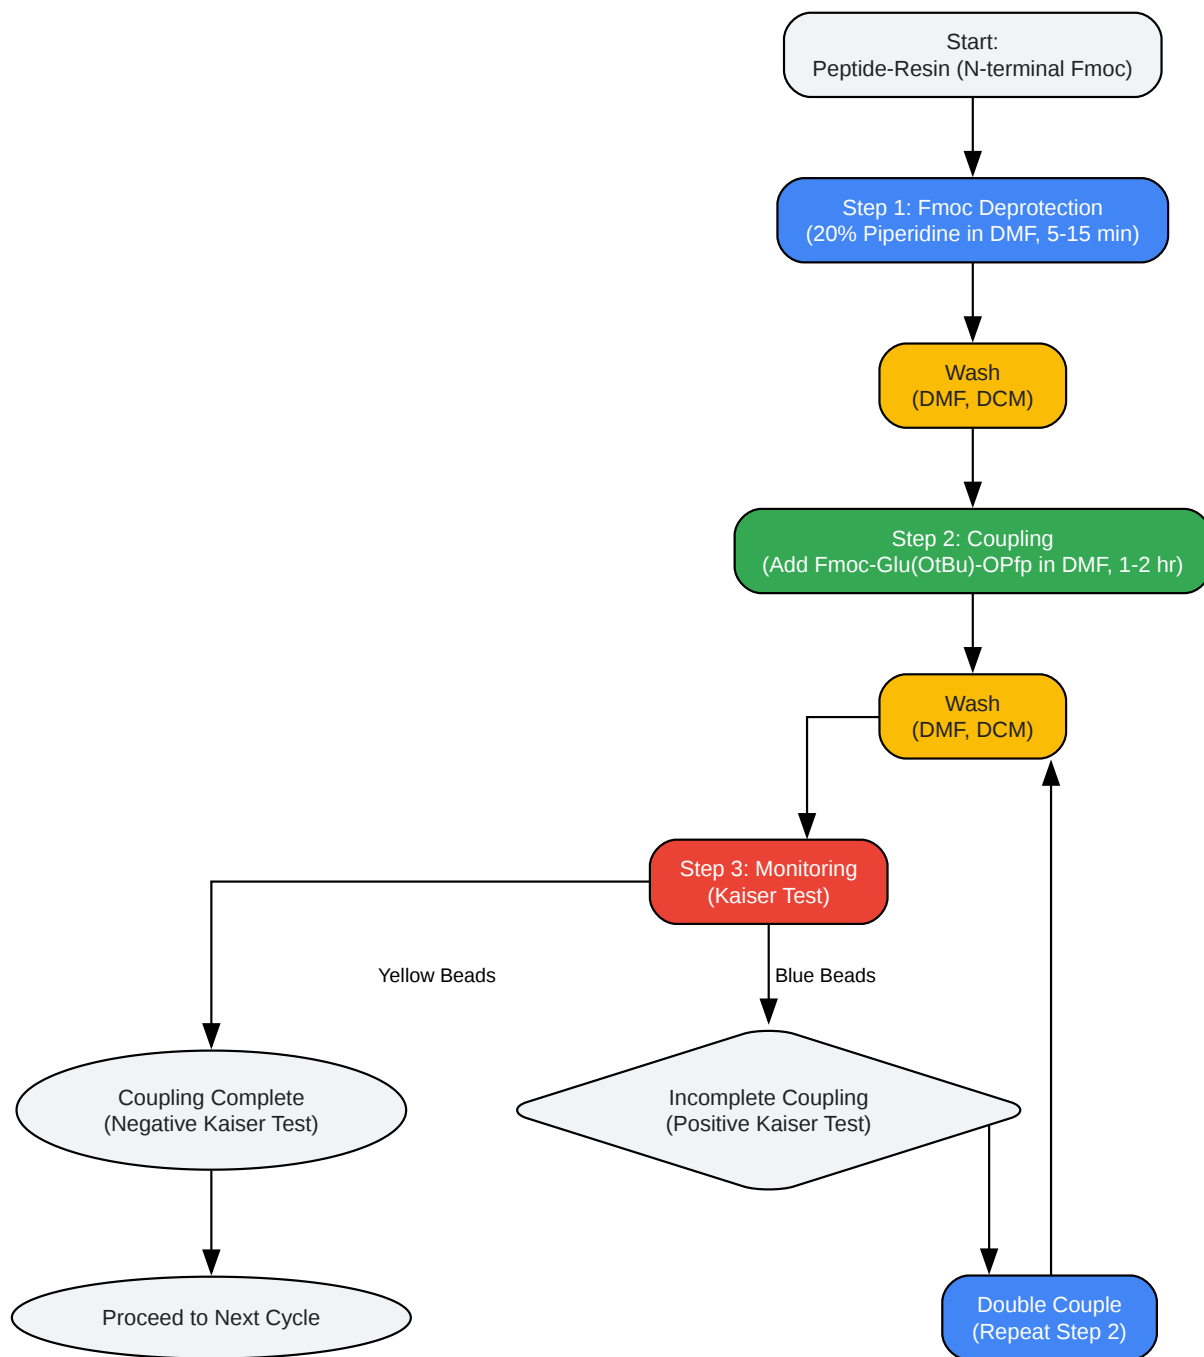 Start:
Peptide-Resin (N-terminal Fmoc)
Step 1: Fmoc Deprotection
(20% Piperidine in DMF, 5-15 min)
Wash
(DMF, DCM)
Step 2: Coupling
(Add Fmoc-Glu(OtBu)-OPfp in DMF, 1-2 hr)
Wash
(DMF, DCM)
Step 3: Monitoring
(Kaiser Test)
Yellow Beads
Blue Beads
Coupling Complete
(Negative Kaiser Test)
Incomplete Coupling
(Positive Kaiser Test)
Proceed to Next Cycle
Double Couple
(Repeat Step 2)